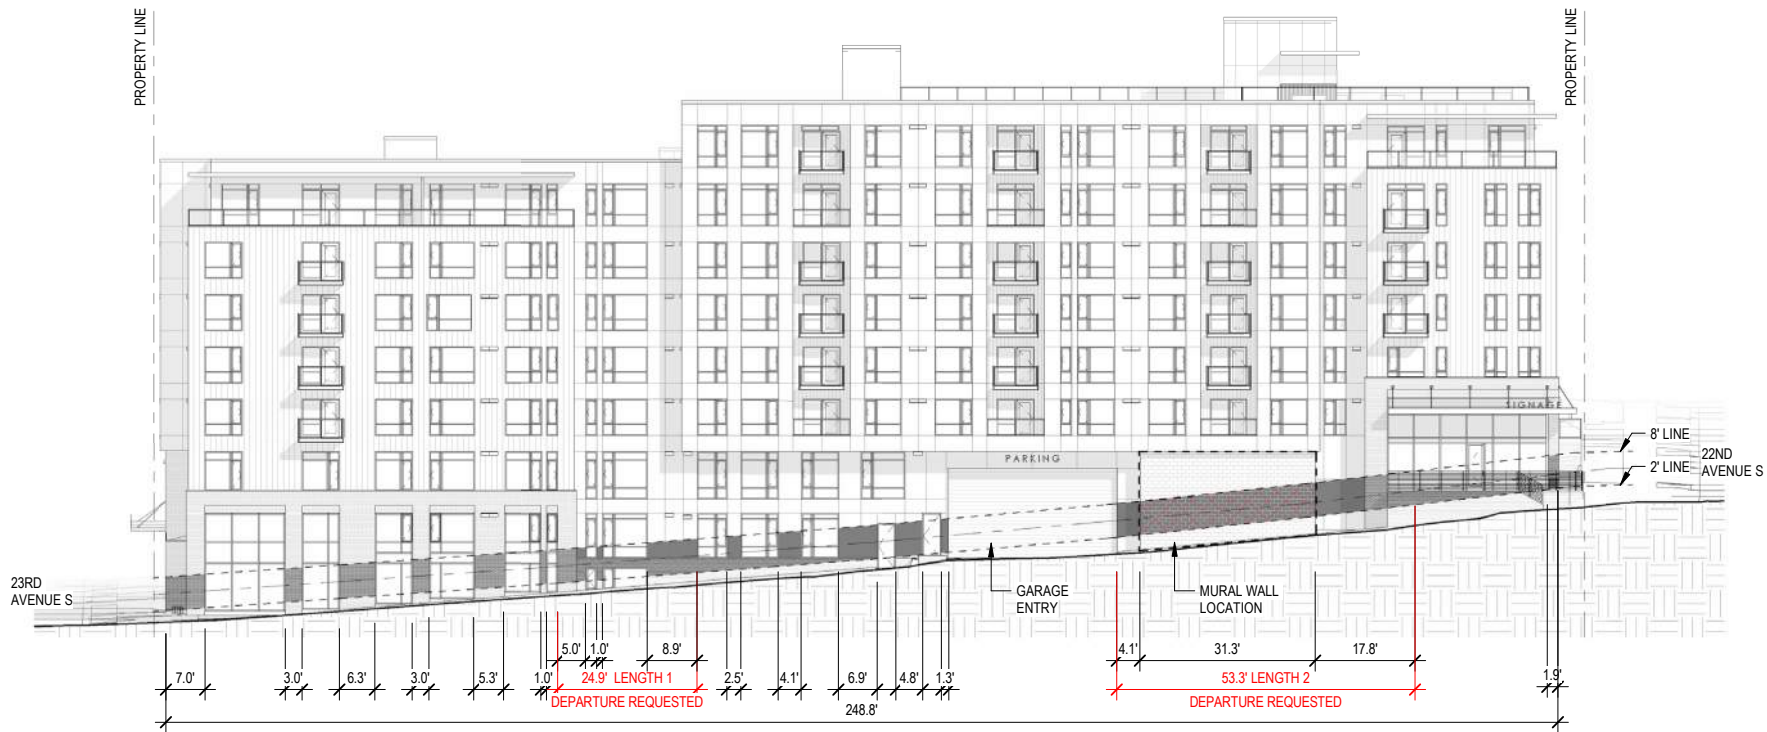 PROPERTY LINE
PROPERTY LINE
SIGNAGE
PARKING
8' LINE
2' LINE
22ND
AVENUE S
23RD
AVENUE S
GARAGE
ENTRY
MURAL WALL
LOCATION
5.0'
1.0'
8.9'
4.1'
31.3'
17.8'
7.0'
3.0'
6.3'
3.0'
5.3'
1.0'
24.9' LENGTH 1
2.5'
4.1'
6.9'
4.8'
1.3'
53.3' LENGTH 2
1.9'
DEPARTURE REQUESTED
DEPARTURE REQUESTED
248.8'